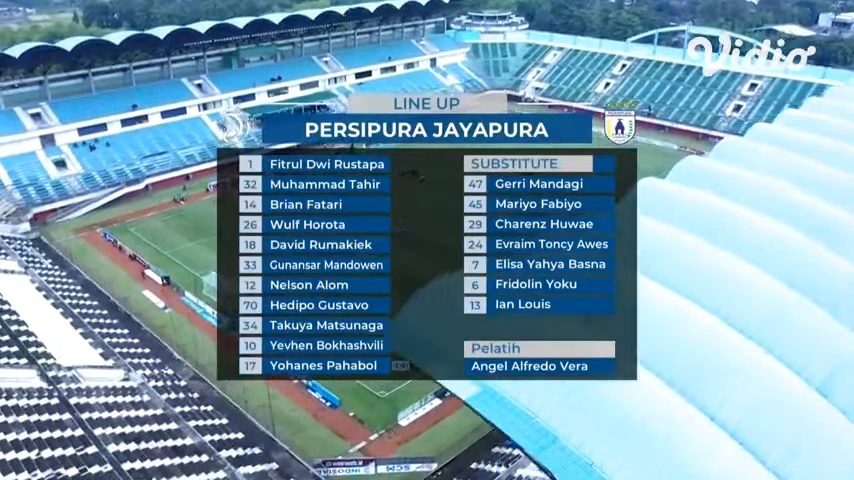 Vidio
LINE UP
PERSIPURA JAYAPURA
1 Fitrul Dwi Rustapa
32 Muhammad Tahir
14 Brian Fatari
26 Wulf Horota
18 David Rumakiek
33 Gunansar Mandowen
12 Nelson Alom
70 Hedipo Gustavo
34 Takuya Matsunaga
10 Yevhen Bokhashvili
17 Yohanes Pahabol
SUBSTITUTE
47 Gerri Mandagi
45 Mariyo Fabiyo
29 Charenz Huwae
24 Evraim Toncy Awes
7 Elisa Yahya Basna
6 Fridolin Yoku
13 Ian Louis
Pelatih
Angel Alfredo Vera
SCM